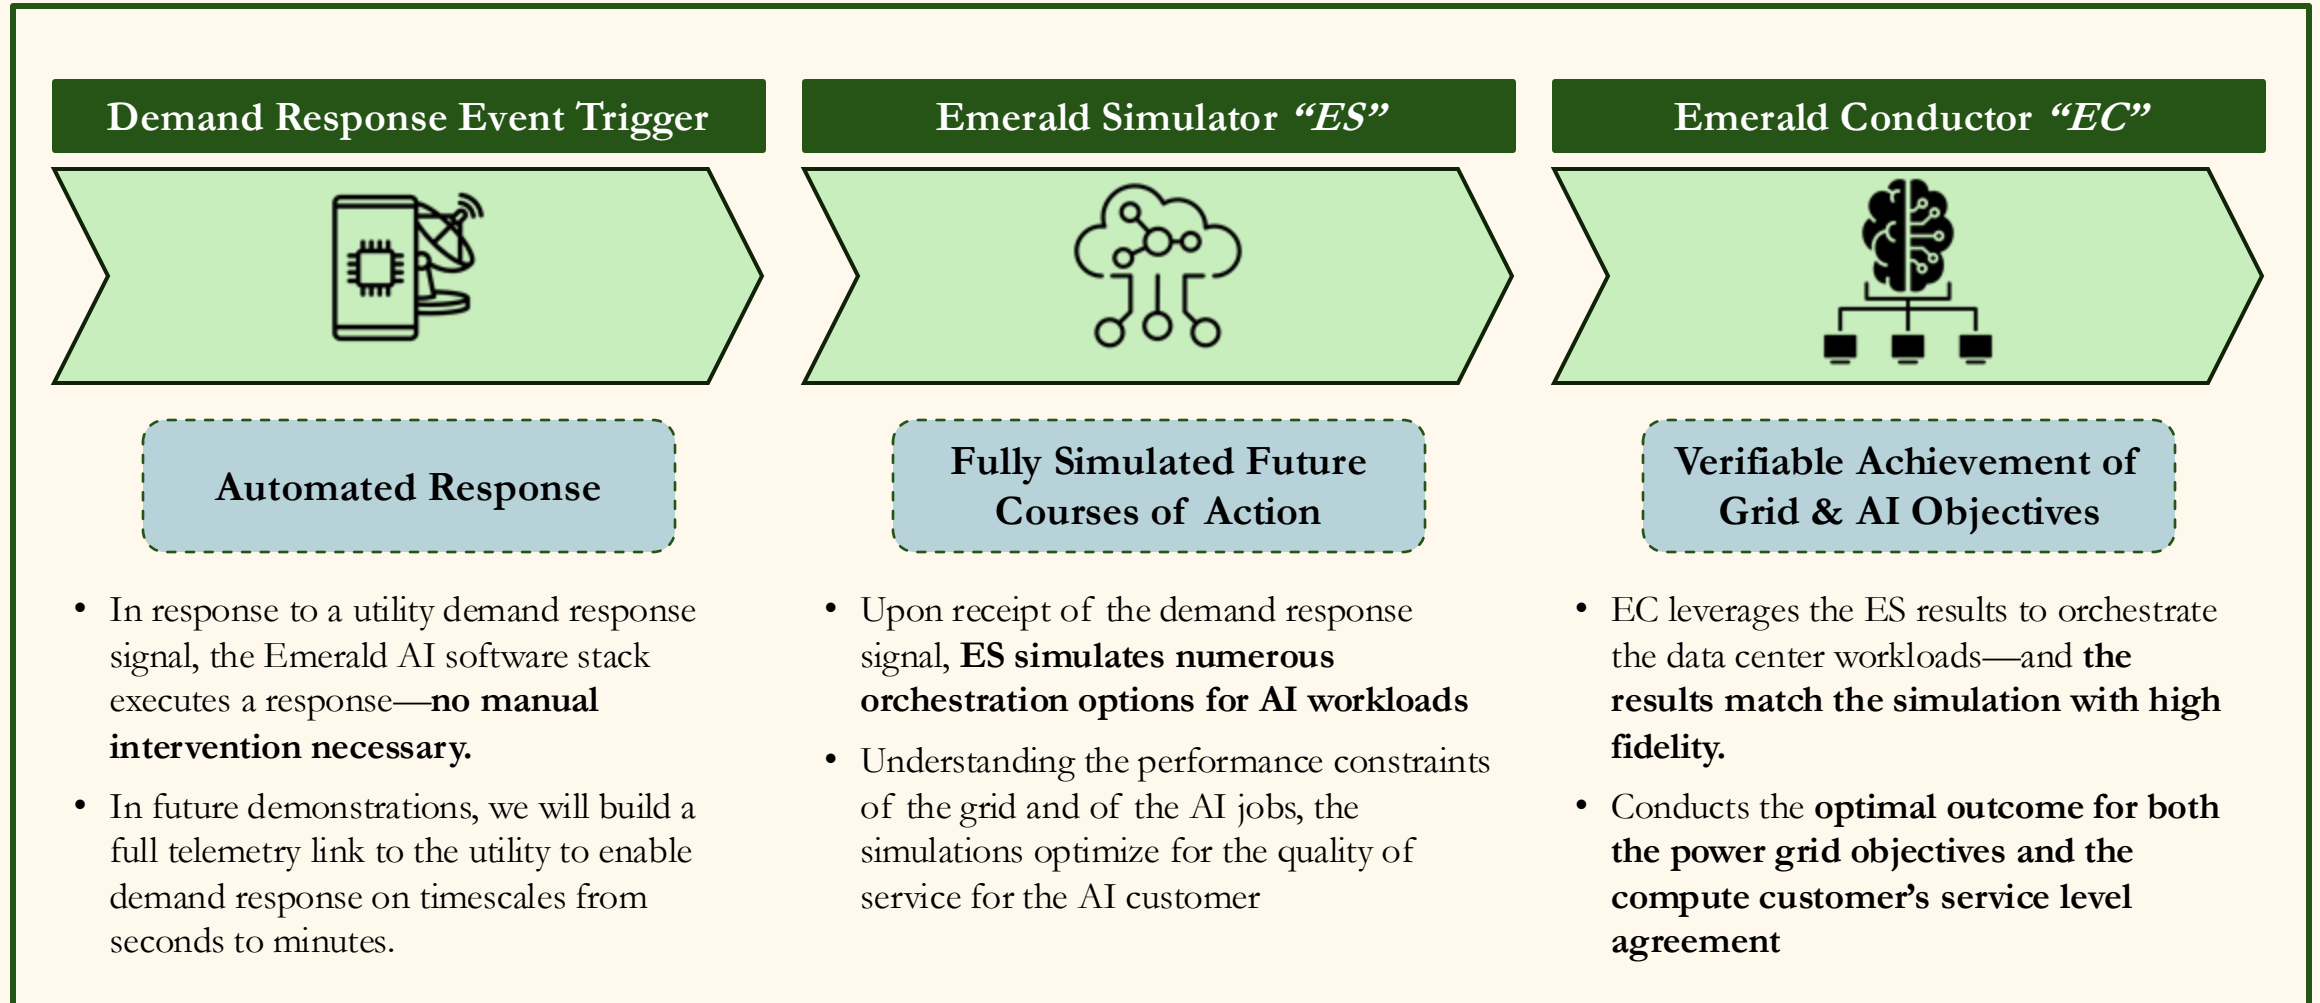 Demand Response Event Trigger
Automated Response
• In response to a utility demand response
signal, the Emerald AI software stack
executes a response—no manual
intervention necessary.
• In future demonstrations, we will build a
full telemetry link to the utility to enable
demand response on timescales from
seconds to minutes.
Emerald Simulator “ES”
Fully Simulated Future
Courses of Action
• Upon receipt of the demand response
signal, ES simulates numerous
orchestration options for AI workloads
• Understanding the performance constraints
of the grid and of the AI jobs, the
simulations optimize for the quality of
service for the AI customer
Emerald Conductor “EC”
Verifiable Achievement of
Grid & AI Objectives
• EC leverages the ES results to orchestrate
the data center workloads—and the
results match the simulation with high
fidelity.
• Conducts the optimal outcome for both
the power grid objectives and the
compute customer’s service level
agreement